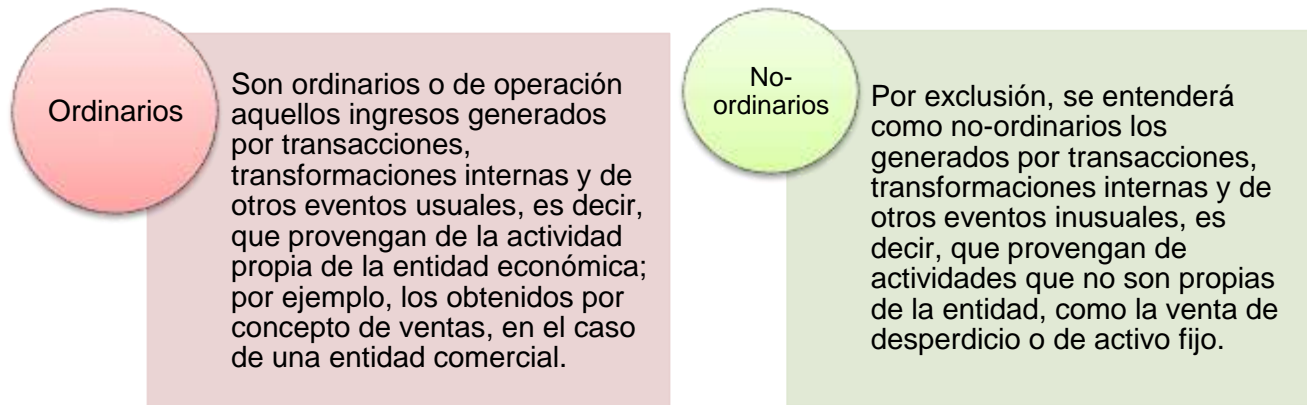 Ordinarios
Son ordinarios o de operación
aquellos ingresos generados
por transacciones,
transformaciones internas y de
otros eventos usuales, es decir,
que provengan de la actividad
propia de la entidad económica;
por ejemplo, los obtenidos por
concepto de ventas, en el caso
de una entidad comercial.
No-
ordinarios
Por exclusión, se entenderá
como no-ordinarios los
generados por transacciones,
transformaciones internas y de
otros eventos inusuales, es
decir, que provengan de
actividades que no son propias
de la entidad, como la venta de
desperdicio o de activo fijo.